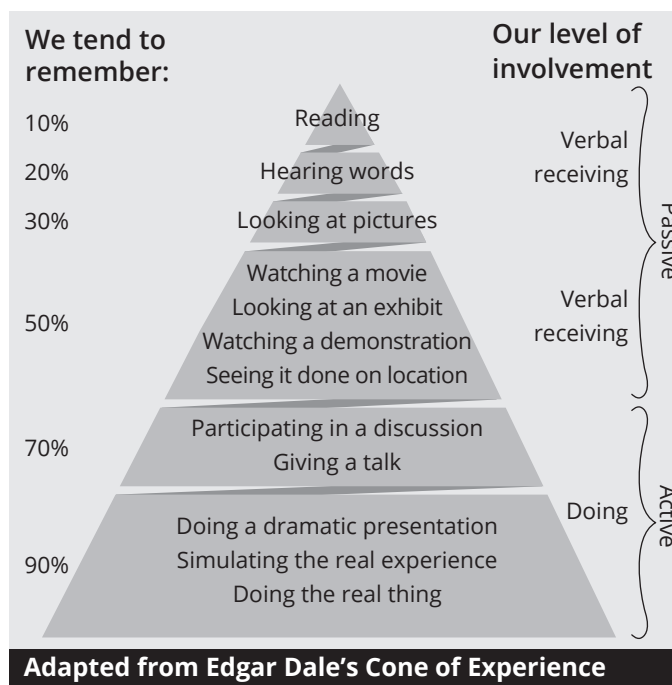 We tend to
remember:
Our level of
involvement
10%
Reading
20%
Hearing words
30%
Looking at pictures
Verbal
receiving
50%
Watching a movie
Looking at an exhibit
Watching a demonstration
Seeing it done on location
Verbal
receiving
Passive
70%
Participating in a discussion
Giving a talk
90%
Doing a dramatic presentation
Simulating the real experience
Doing the real thing
Doing
Active
Adapted from Edgar Dale’s Cone of Experience